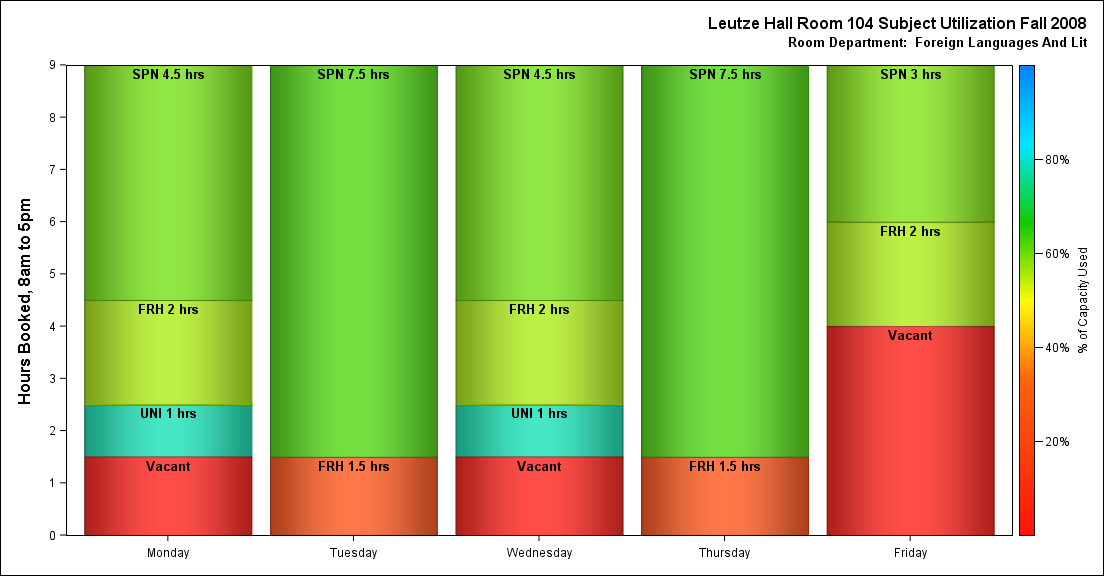 Leutze Hall Room 104 Subject Utilization Fall 2008
Room Department: Foreign Languages And Lit
Hours Booked, 8am to 5pm
9
8
7
6
5
4
3
2
1
0
SPN 4.5 hrs
FRH 2 hrs
UNI 1 hrs
Vacant
SPN 7.5 hrs
FRH 1.5 hrs
SPN 4.5 hrs
FRH 2 hrs
UNI 1 hrs
Vacant
SPN 7.5 hrs
FRH 1.5 hrs
SPN 3 hrs
FRH 2 hrs
Vacant
Monday
Tuesday
Wednesday
Thursday
Friday
80%
60%
40%
20%
% of Capacity Used